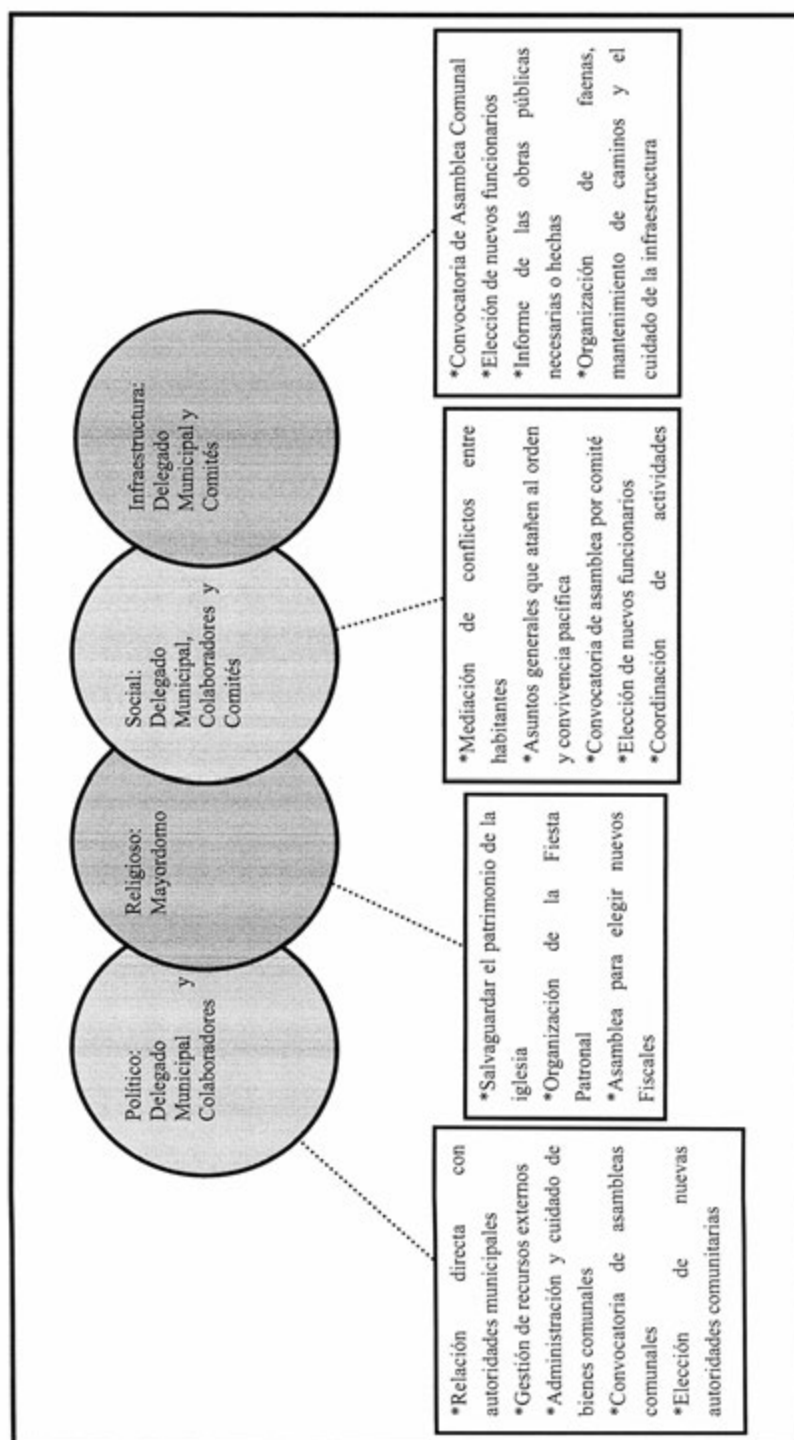 Político:
Delegado
Municipal y
Colaboradores
Religioso:
Mayordomo
Social:
Delegado
Municipal,
Colaboradores y
Comités
Infraestructura:
Delegado
Municipal y
Comités
*Relación directa con
autoridades municipales
*Gestión de recursos externos
*Administración y cuidado de
bienes comunales
*Convocatoria de asambleas
comunales
*Elección de nuevas
autoridades comunitarias
*Salvaguardar el patrimonio de la
iglesia
*Organización de la Fiesta
Patronal
*Asamblea para elegir nuevos
Fiscales
*Mediación de conflictos entre
habitantes
*Asuntos generales que atañen al orden
y convivencia pacífica
*Convocatoria de asamblea por comité
*Elección de nuevos funcionarios
*Coordinación de actividades
*Convocatoria de Asamblea Comunal
*Elección de nuevos funcionarios
*Informe de las obras públicas
necesarias o hechas
*Organización de faenas,
mantenimiento de caminos y el
cuidado de la infraestructura